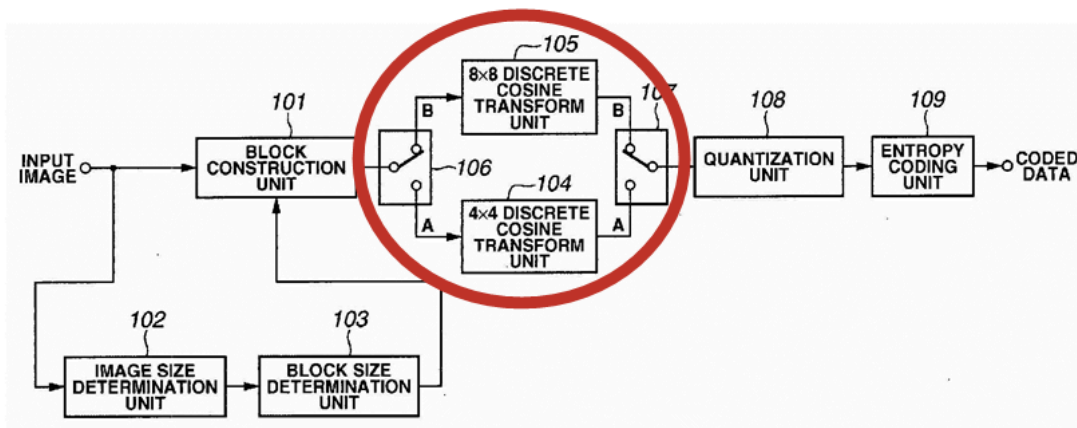 105
8×8 DISCRETE
COSINE
TRANSFORM
UNIT
101
B
B
107
108
109
INPUT
IMAGE
BLOCK
CONSTRUCTION
UNIT
106
QUANTIZATION
UNIT
ENTROPY
CODING
UNIT
CODED
DATA
104
A
4×4 DISCRETE
COSINE
TRANSFORM
UNIT
A
102
103
IMAGE SIZE
DETERMINATION
UNIT
BLOCK SIZE
DETERMINATION
UNIT